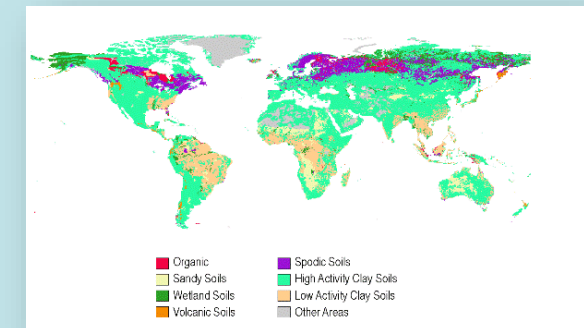 Organic
Sandy Soils
Wetland Soils
Volcanic Soils
Spodic Soils
High Activity Clay Soils
Low Activity Clay Soils
Other Areas